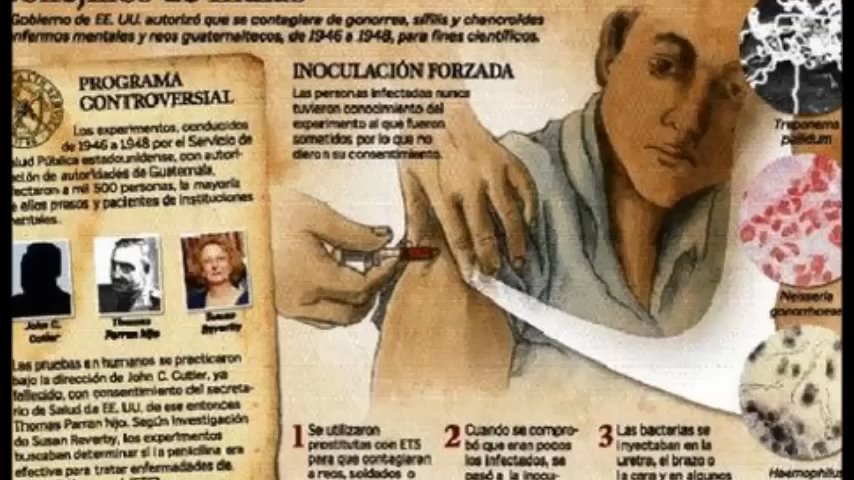 Gobierno de EE. UU. autorizó que se contagiara de gonorrea, sífilis y chancroides
enfermos mentales y reos guatemaltecos, de 1946 a 1948, para fines científicos.
PROGRAMA
CONTROVERSIAL
Los experimentos, conducidos
de 1946 a 1948 por el Servicio de
lud Pública estadounidense, con autori-
ción de autoridades de Guatemala,
ectaron a mil 500 personas, la mayoría
ellos presos y pacientes de instituciones
entales.
John C.
Cutler
Thomas
Parran hijo
Susan
Reverby
Las pruebas en humanos se practicaron
bajo la dirección de John C. Cutler, ya
fallecido, con consentimiento del secreta-
rio de Salud de EE. UU. de ese entonces
Thomas Parran hijo. Según investigación
de Susan Reverby, los experimentos
buscaban determinar si la penicilina era
efectiva para tratar enfermedades de
INOCULACIÓN FORZADA
Las personas infectadas nunca
tuvieron conocimiento del
experimento al que fueron
sometidos por lo que no
dieron su consentimiento.
Treponema
pallidum
Neisseria
gonorrhoeae
Haemophilus
1 Se utilizaron
prostitutas con ETS
para que contagiaran
a reos, soldados o
2 Cuando se compro-
bó que eran pocos
los infectados, se
pasó a la inocu-
3 Las bacterias se
inyectaban en la
uretra, el brazo o
la cara y en algunos